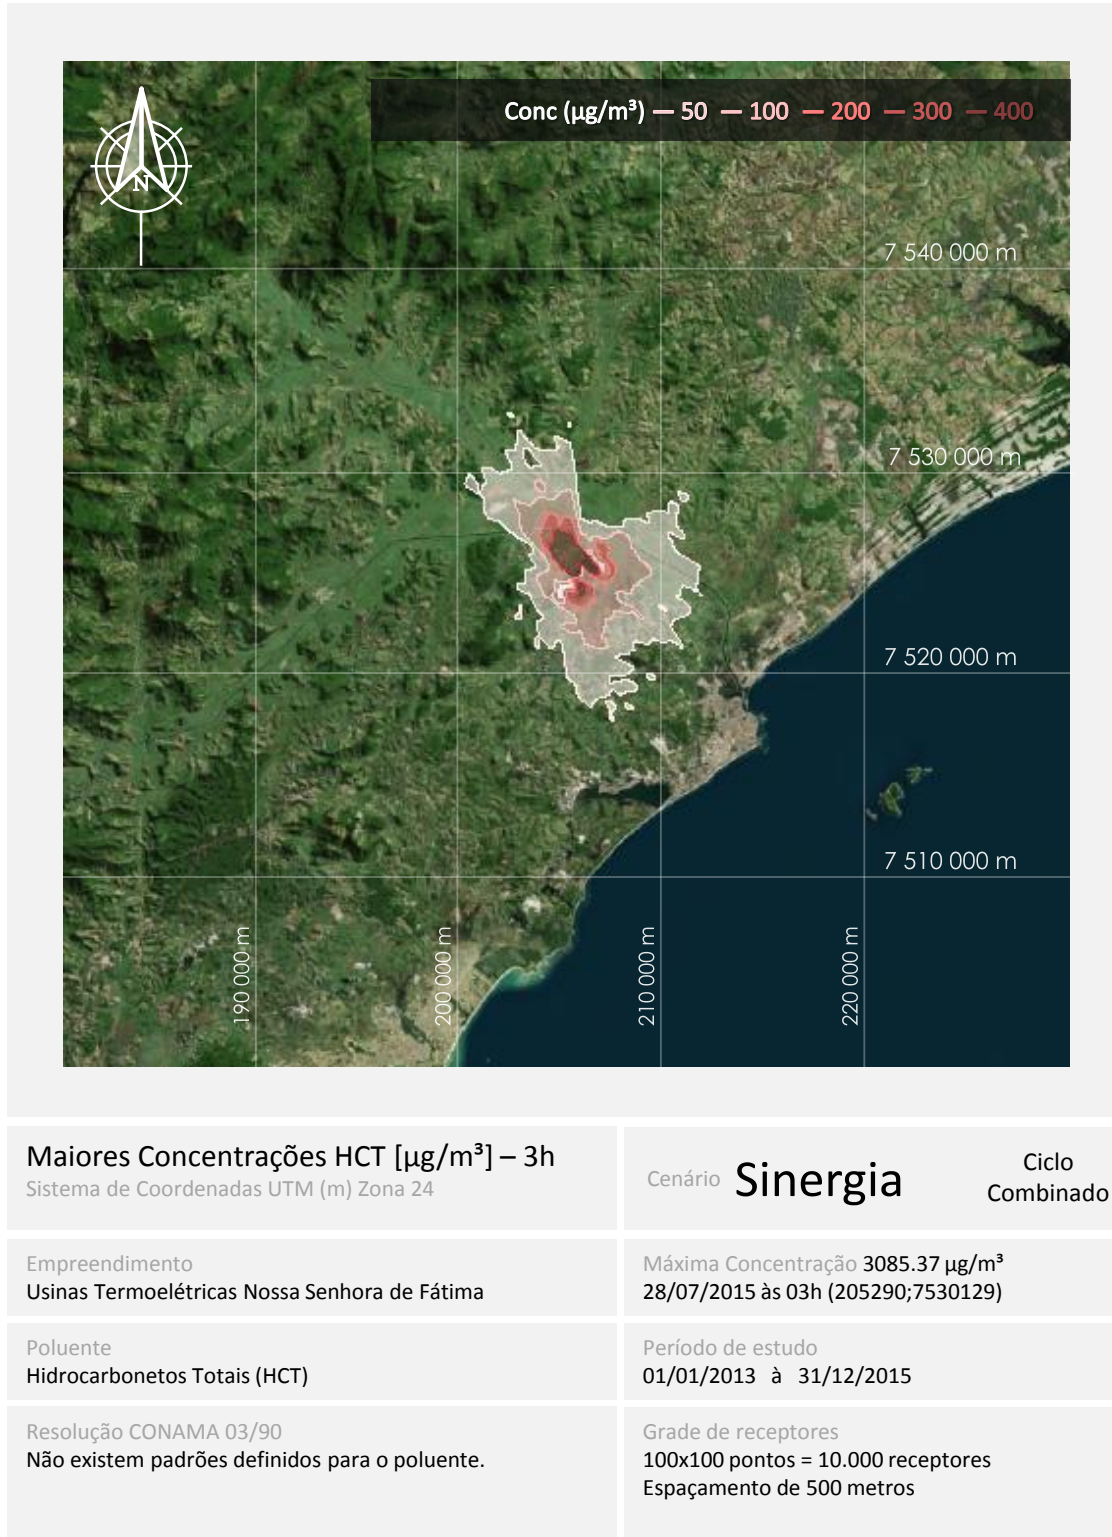 Conc (µg/m³) — 50 — 100 — 200 — 300 — 400
N
7 540 000 m
7 530 000 m
7 520 000 m
7 510 000 m
190 000 m
200 000 m
210 000 m
220 000 m
Maiores Concentrações HCT [µg/m³] – 3h
Sistema de Coordenadas UTM (m) Zona 24
Cenário Sinergia
Ciclo
Combinado
Empreendimento
Usinas Termoelétricas Nossa Senhora de Fátima
Máxima Concentração 3085.37 µg/m³
28/07/2015 às 03h (205290;7530129)
Poluente
Hidrocarbonetos Totais (HCT)
Período de estudo
01/01/2013 à 31/12/2015
Resolução CONAMA 03/90
Não existem padrões definidos para o poluente.
Grade de receptores
100x100 pontos = 10.000 receptores
Espaçamento de 500 metros